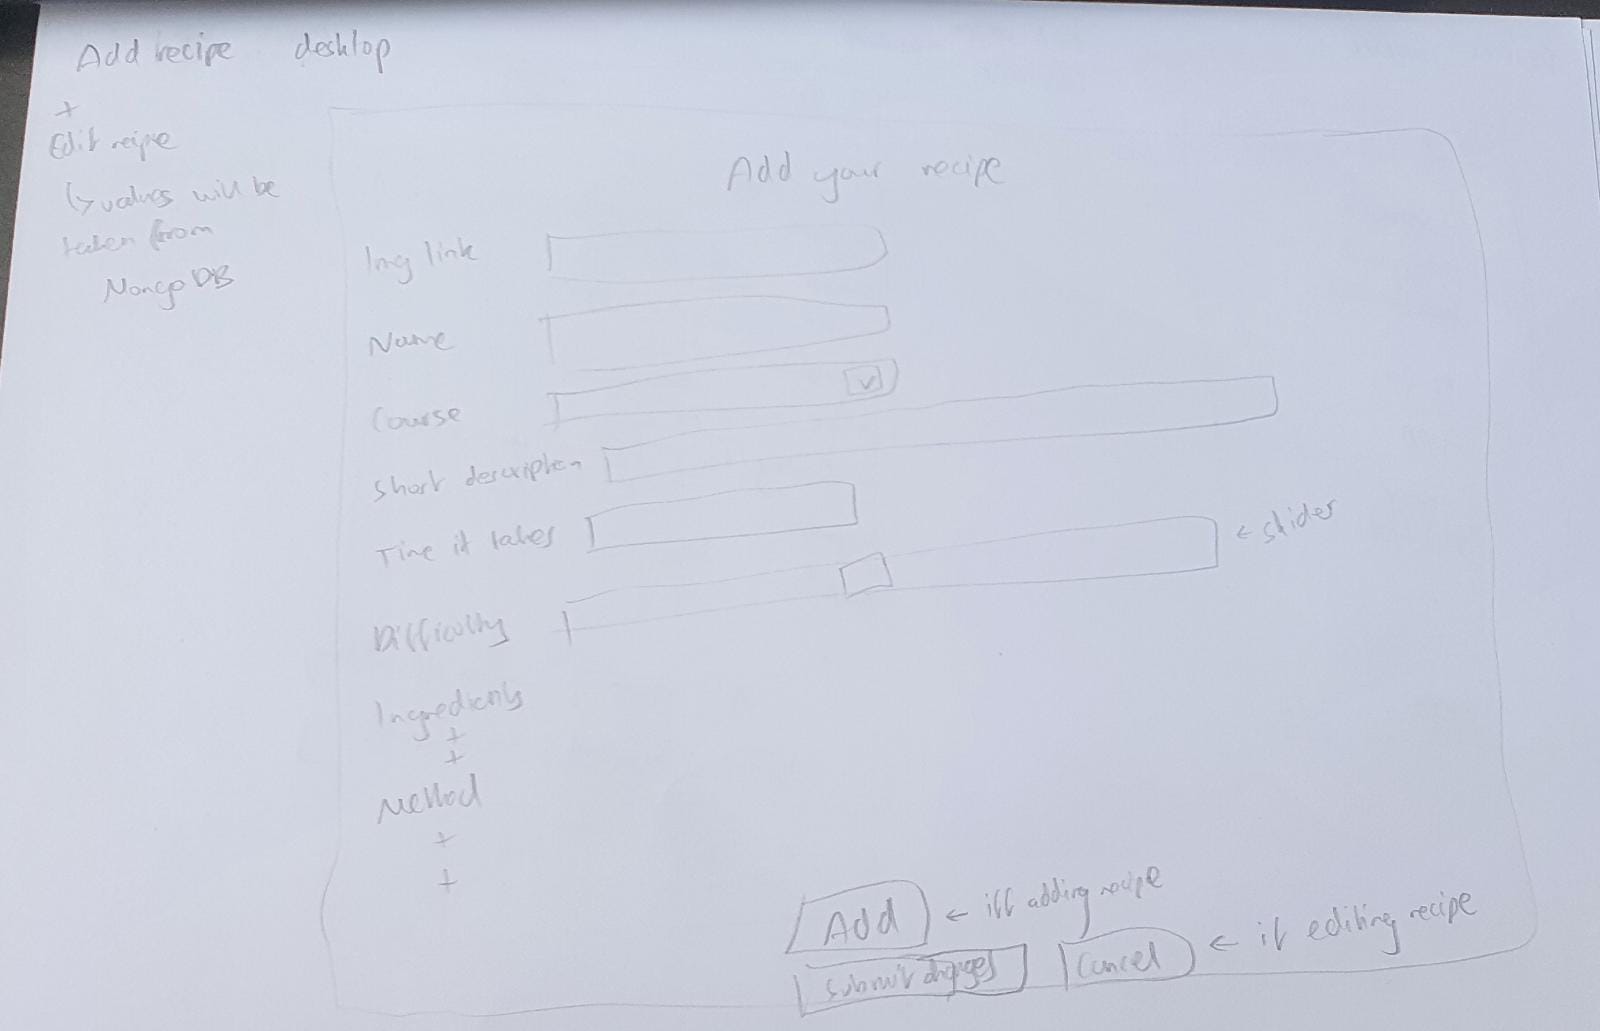 Add recipe desktop
+
Edit recipe
↳ values will be
taken from
MongoDB
Add your recipe
Img link
Name
Course
v
Short description
Time it takes
Difficulty
← slider
Ingredients
+
+
Method
+
+
Add ← iff adding recipe
Submit changes Cancel ← if editing recipe